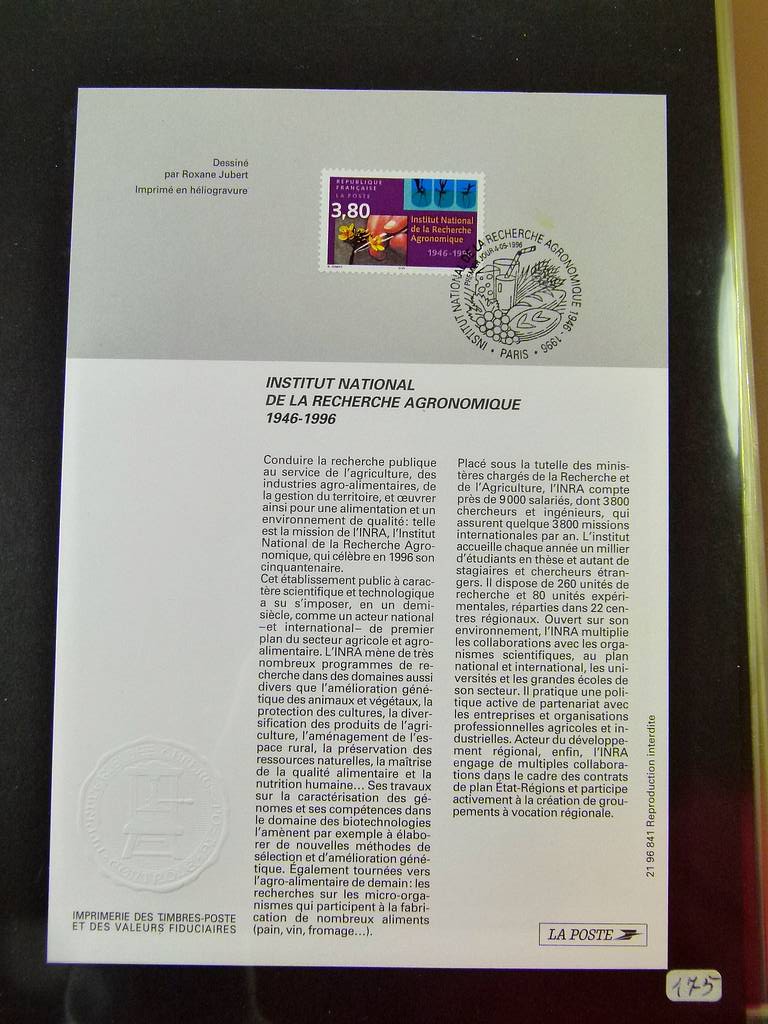 Dessiné
par Roxane Jubert
Imprimé en héliogravure
RÉPUBLIQUE
FRANÇAISE
LA POSTE
3,80
Institut National
de la Recherche
Agronomique
1946-199
INSTITUT NATIONAL DE LA RECHERCHE AGRONOMIQUE 1946-1996
PREMIER JOUR 4-05-1996
• PARIS •
INSTITUT NATIONAL
DE LA RECHERCHE AGRONOMIQUE
1946-1996
Conduire la recherche publique
au service de l'agriculture, des
industries agro-alimentaires, de
la gestion du territoire, et œuvrer
ainsi pour une alimentation et un
environnement de qualité: telle
est la mission de l'INRA, l'Institut
National de la Recherche Agro-
nomique, qui célèbre en 1996 son
cinquantenaire.
Cet établissement public à carac-
tère scientifique et technologique
a su s'imposer, en un demi-
siècle, comme un acteur national
–et international– de premier
plan du secteur agricole et agro-
alimentaire. L'INRA mène de très
nombreux programmes de re-
cherche dans des domaines aussi
divers que l'amélioration géné-
tique des animaux et végétaux, la
protection des cultures, la diver-
sification des produits de l'agri-
culture, l'aménagement de l'es-
pace rural, la préservation des
ressources naturelles, la maîtrise
de la qualité alimentaire et la
nutrition humaine... Ses travaux
sur la caractérisation des gé-
nomes et ses compétences dans
le domaine des biotechnologies
l'amènent par exemple à élabo-
rer de nouvelles méthodes de
sélection et d'amélioration géné-
tique. Également tournées vers
l'agro-alimentaire de demain: les
recherches sur les micro-orga-
nismes qui participent à la fabri-
cation de nombreux aliments
(pain, vin, fromage...).
Placé sous la tutelle des minis-
tères chargés de la Recherche et
de l'Agriculture, l'INRA compte
près de 9000 salariés, dont 3800
chercheurs et ingénieurs, qui
assurent quelque 3800 missions
internationales par an. L'institut
accueille chaque année un millier
d'étudiants en thèse et autant de
stagiaires et chercheurs étran-
gers. Il dispose de 260 unités de
recherche et 80 unités expéri-
mentales, réparties dans 22 cen-
tres régionaux. Ouvert sur son
environnement, l'INRA multiplie
les collaborations avec les orga-
nismes scientifiques, au plan
national et international, les uni-
versités et les grandes écoles de
son secteur. Il pratique une poli-
tique active de partenariat avec
les entreprises et organisations
professionnelles agricoles et in-
dustrielles. Acteur du développe-
ment régional, enfin, l'INRA
engage de multiples collabora-
tions dans le cadre des contrats
de plan État-Régions et participe
activement à la création de grou-
pements à vocation régionale.
21 96 841 Reproduction interdite
IMPRIMERIE DES TIMBRES-POSTE
ET DES VALEURS FIDUCIAIRES
LA POSTE
175